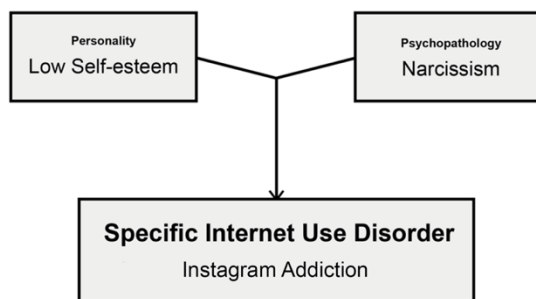 Personality
Low Self-esteem
Psychopathology
Narcissism
Specific Internet Use Disorder
Instagram Addiction